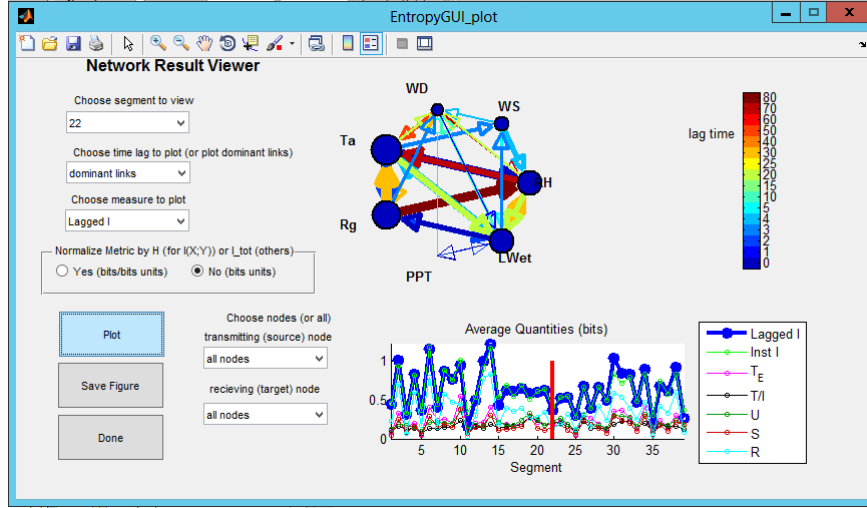 EntropyGUI_plot
Network Result Viewer
Choose segment to view
22
Choose time lag to plot (or plot dominant links)
dominant links
Choose measure to plot
Lagged I
Normalize Metric by H (for I(X;Y)) or I_tot (others)
Yes (bits/bits units)
No (bits units)
Plot
Save Figure
Done
Choose nodes (or all)
transmitting (source) node
all nodes
recieving (target) node
all nodes
WD
WS
Ta
RH
Rg
LWet
PPT
lag time
80
70
60
50
40
30
20
15
10
5
4
3
2
1
0
Average Quantities (bits)
1
0.5
0
5
10
15
20
25
30
35
Segment
Lagged I
Inst I
T_E
T/I
U
S
R